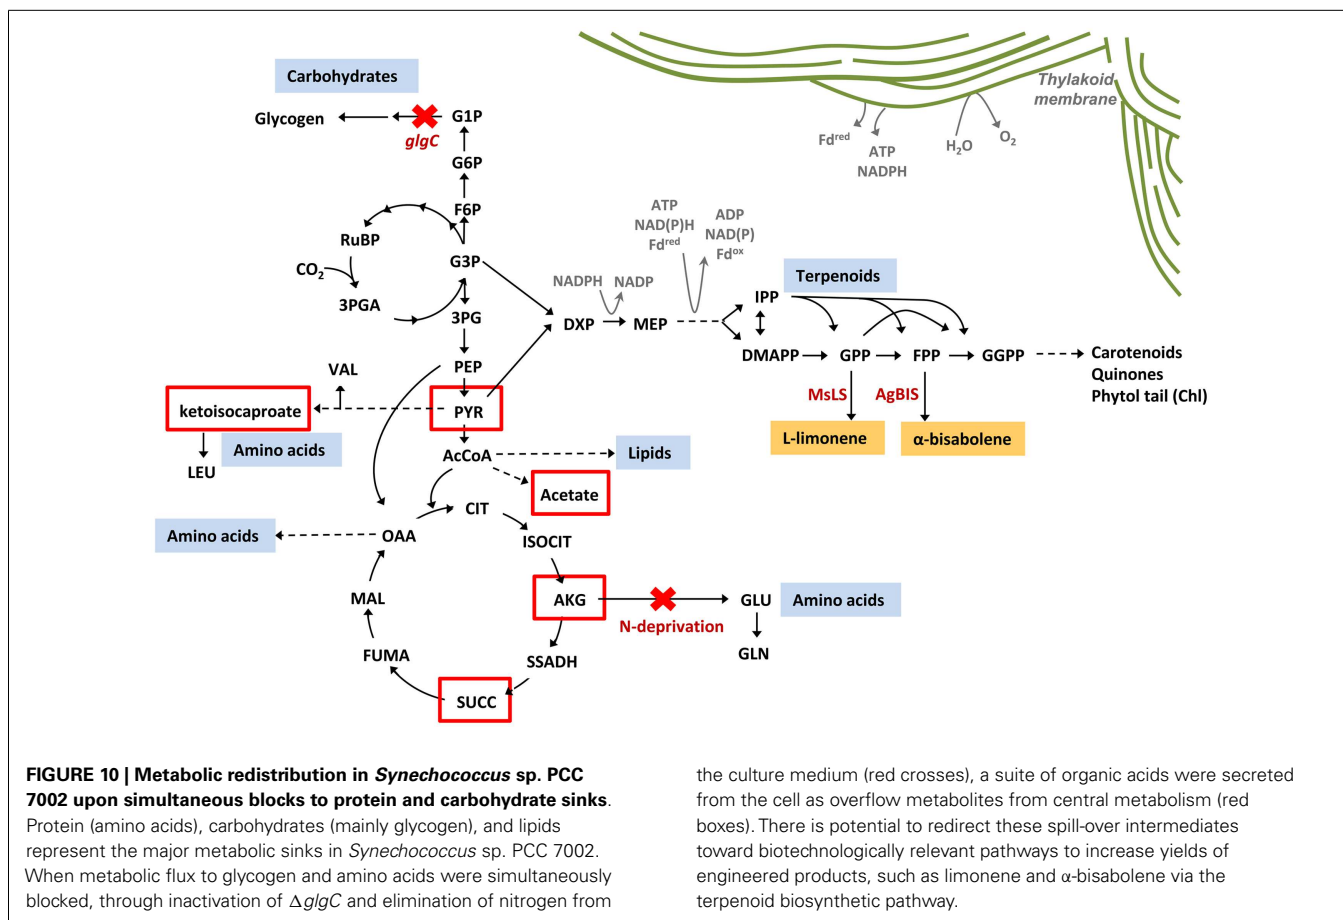 Carbohydrates
Glycogen
glgC
G1P
G6P
F6P
RuBP
CO2
G3P
3PGA
3PG
PEP
VAL
ketoisocaproate
PYR
LEU
Amino acids
AcCoA
Lipids
Acetate
CIT
Amino acids
OAA
ISOCIT
MAL
AKG
N-deprivation
GLU
Amino acids
GLN
FUMA
SSADH
SUCC
Thylakoid
membrane
Fd^red
ATP
NADPH
H2O
O2
ATP
NAD(P)H
Fd^red
ADP
NAD(P)
Fd^ox
NADPH
NADP
DXP
MEP
Terpenoids
IPP
DMAPP
GPP
FPP
GGPP
Carotenoids
Quinones
Phytol tail (Chl)
MsLS
AgBIS
L-limonene
α-bisabolene
FIGURE 10 | Metabolic redistribution in Synechococcus sp. PCC
7002 upon simultaneous blocks to protein and carbohydrate sinks.
Protein (amino acids), carbohydrates (mainly glycogen), and lipids
represent the major metabolic sinks in Synechococcus sp. PCC 7002.
When metabolic flux to glycogen and amino acids were simultaneously
blocked, through inactivation of ΔglgC and elimination of nitrogen from
the culture medium (red crosses), a suite of organic acids were secreted
from the cell as overflow metabolites from central metabolism (red
boxes). There is potential to redirect these spill-over intermediates
toward biotechnologically relevant pathways to increase yields of
engineered products, such as limonene and α-bisabolene via the
terpenoid biosynthetic pathway.